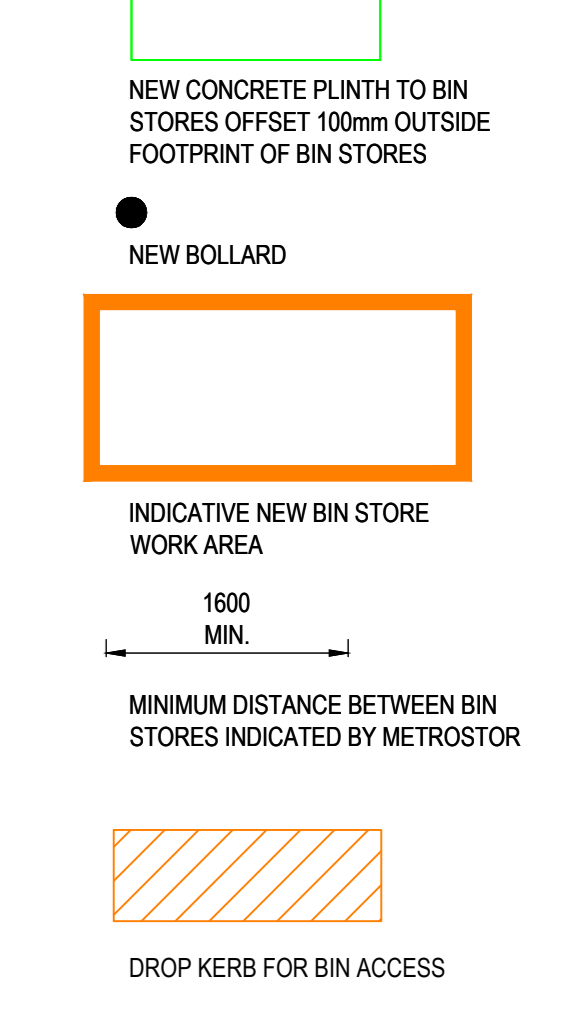 NEW CONCRETE PLINTH TO BIN
STORES OFFSET 100mm OUTSIDE
FOOTPRINT OF BIN STORES
NEW BOLLARD
INDICATIVE NEW BIN STORE
WORK AREA
1600
MIN.
MINIMUM DISTANCE BETWEEN BIN
STORES INDICATED BY METROSTOR
DROP KERB FOR BIN ACCESS